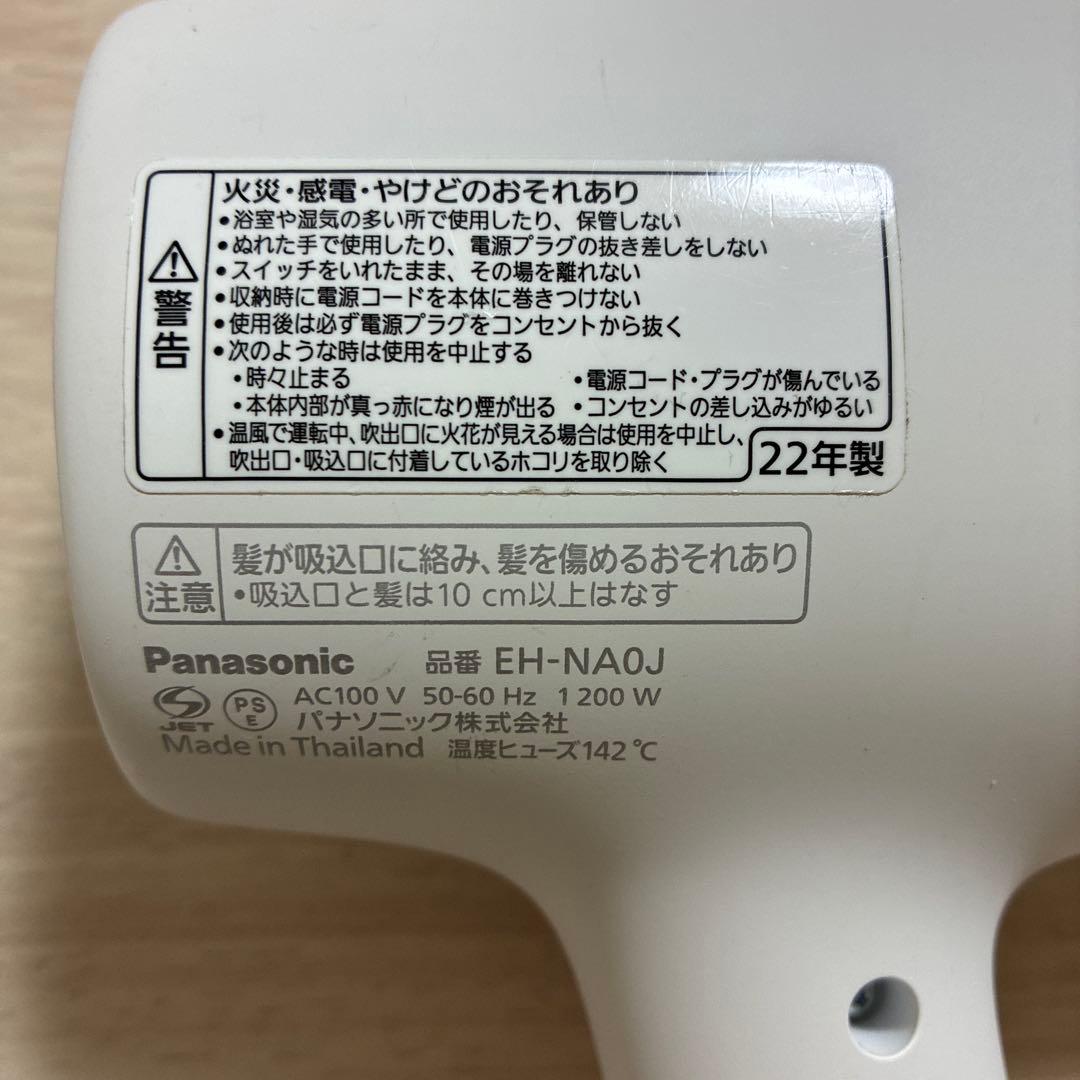 警告
火災・感電・やけどのおそれあり
•浴室や湿気の多い所で使用したり、保管しない
•ぬれた手で使用したり、電源プラグの抜き差しをしない
•スイッチをいれたまま、その場を離れない
•収納時に電源コードを本体に巻きつけない
•使用後は必ず電源プラグをコンセントから抜く
•次のような時は使用を中止する
•時々止まる •電源コード・プラグが傷んでいる
•本体内部が真っ赤になり煙が出る •コンセントの差し込みがゆるい
•温風で運転中、吹出口に火花が見える場合は使用を中止し、
吹出口・吸込口に付着しているホコリを取り除く
22年製
注意
髪が吸込口に絡み、髪を傷めるおそれあり
•吸込口と髪は10 cm以上はなす
Panasonic 品番 EH-NA0J
JET PSE AC100 V 50-60 Hz 1 200 W
パナソニック株式会社
Made in Thailand 温度ヒューズ142℃